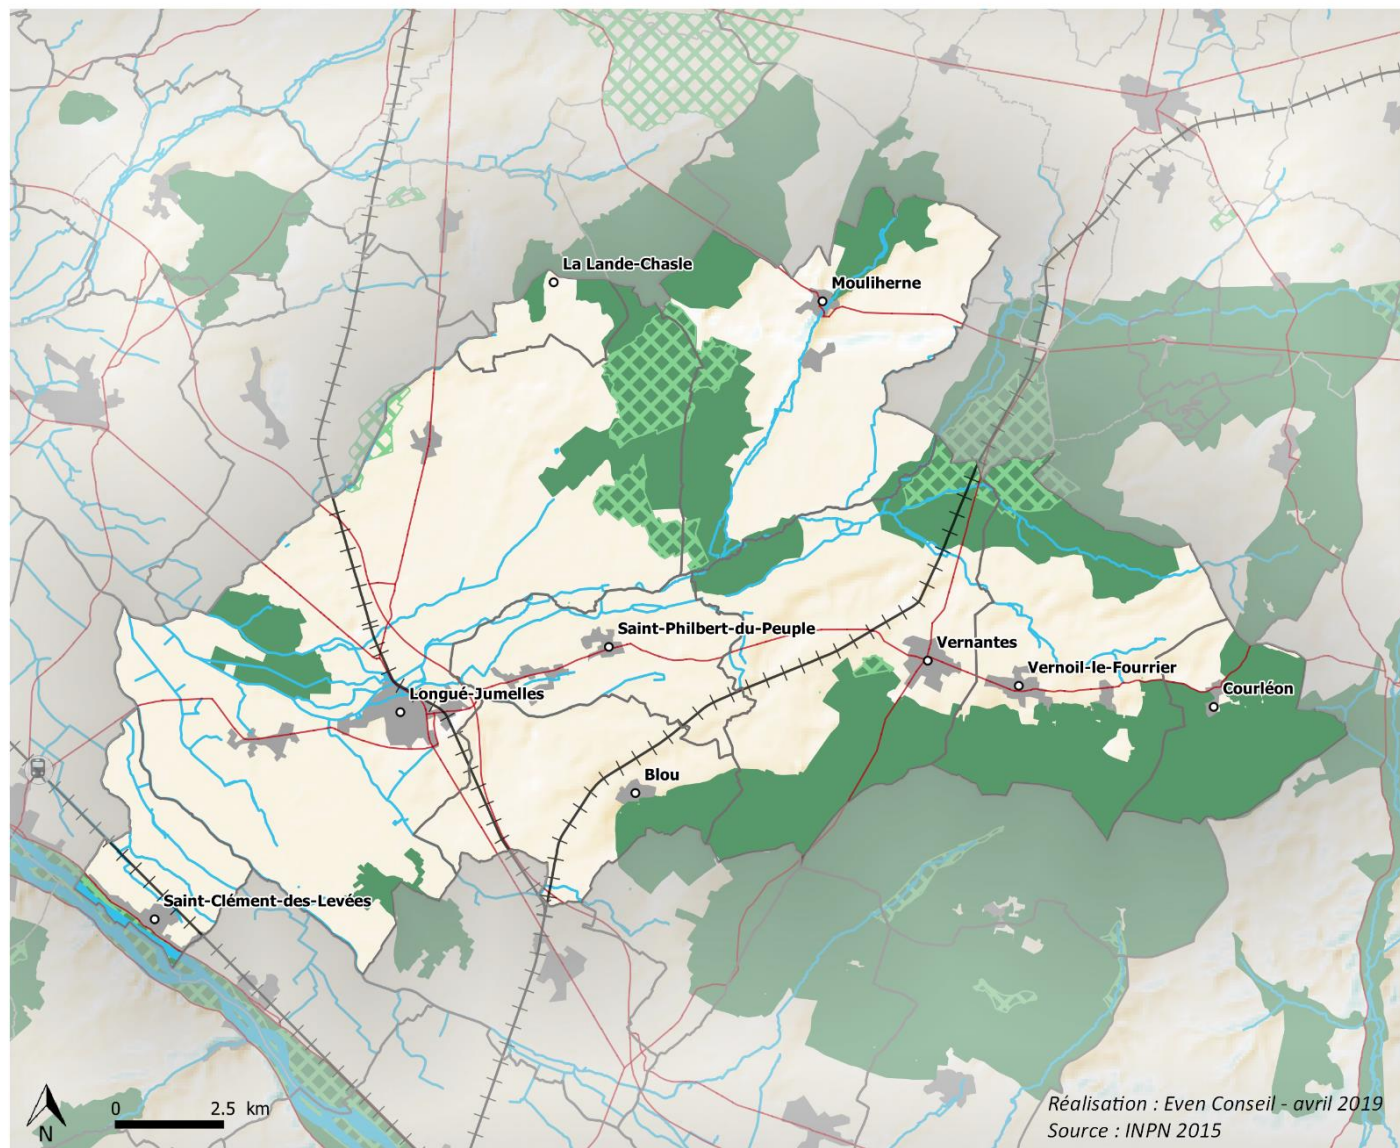 La Lande-Chasle
Mouliherne
Saint-Philbert-du-Peuple
Vernantes
Vernoil-le-Fourrier
Courléon
Longué-Jumelles
Blou
Saint-Clément-des-Levées
N
0 2.5 km
Réalisation : Even Conseil - avril 2019
Source : INPN 2015